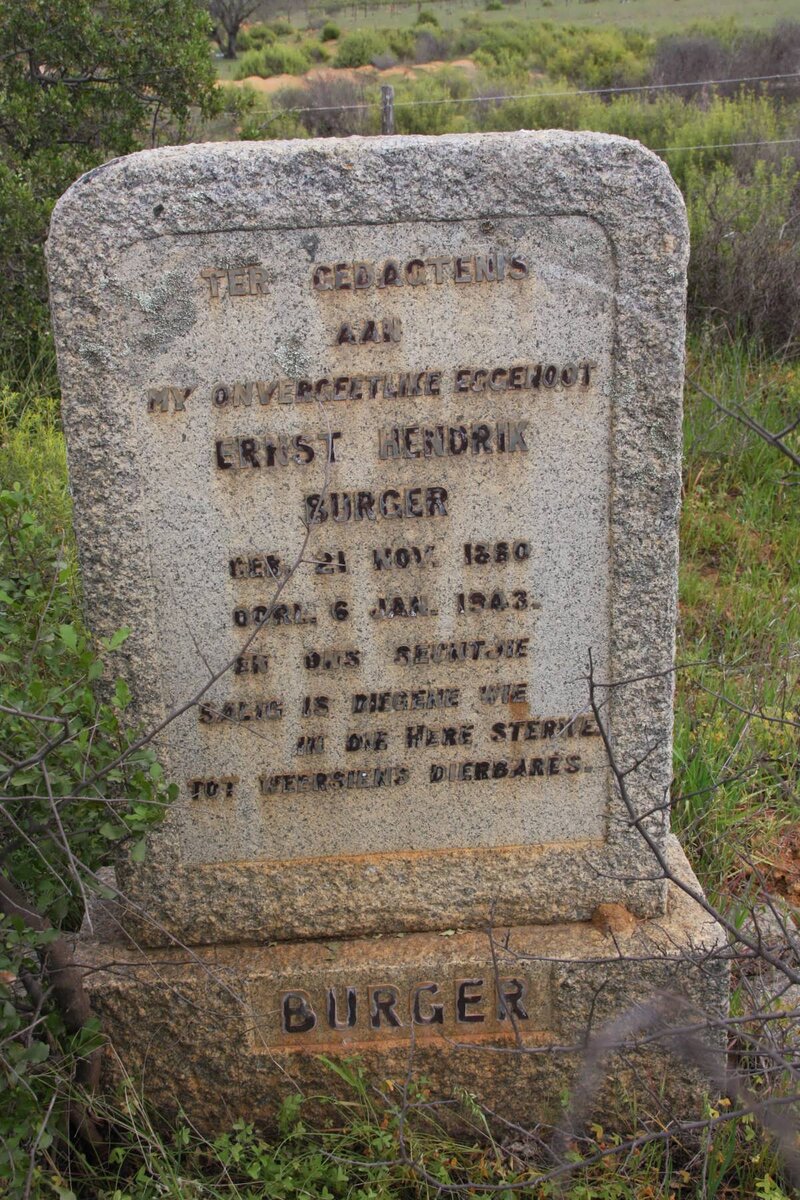 TER GEDAGTENIS
AAN
MY ONVERGEETLIKE EGGENOOT
ERNST HENDRIK
BURGER
GEB. 21 NOV. 1880
OORL. 6 JAN. 1943.
EN ONS SEUNTJIE
SALIG IS DIEGENE WIE
IN DIE HERE STERWE.
TOT WEERSIENS DIERBARES.
BURGER